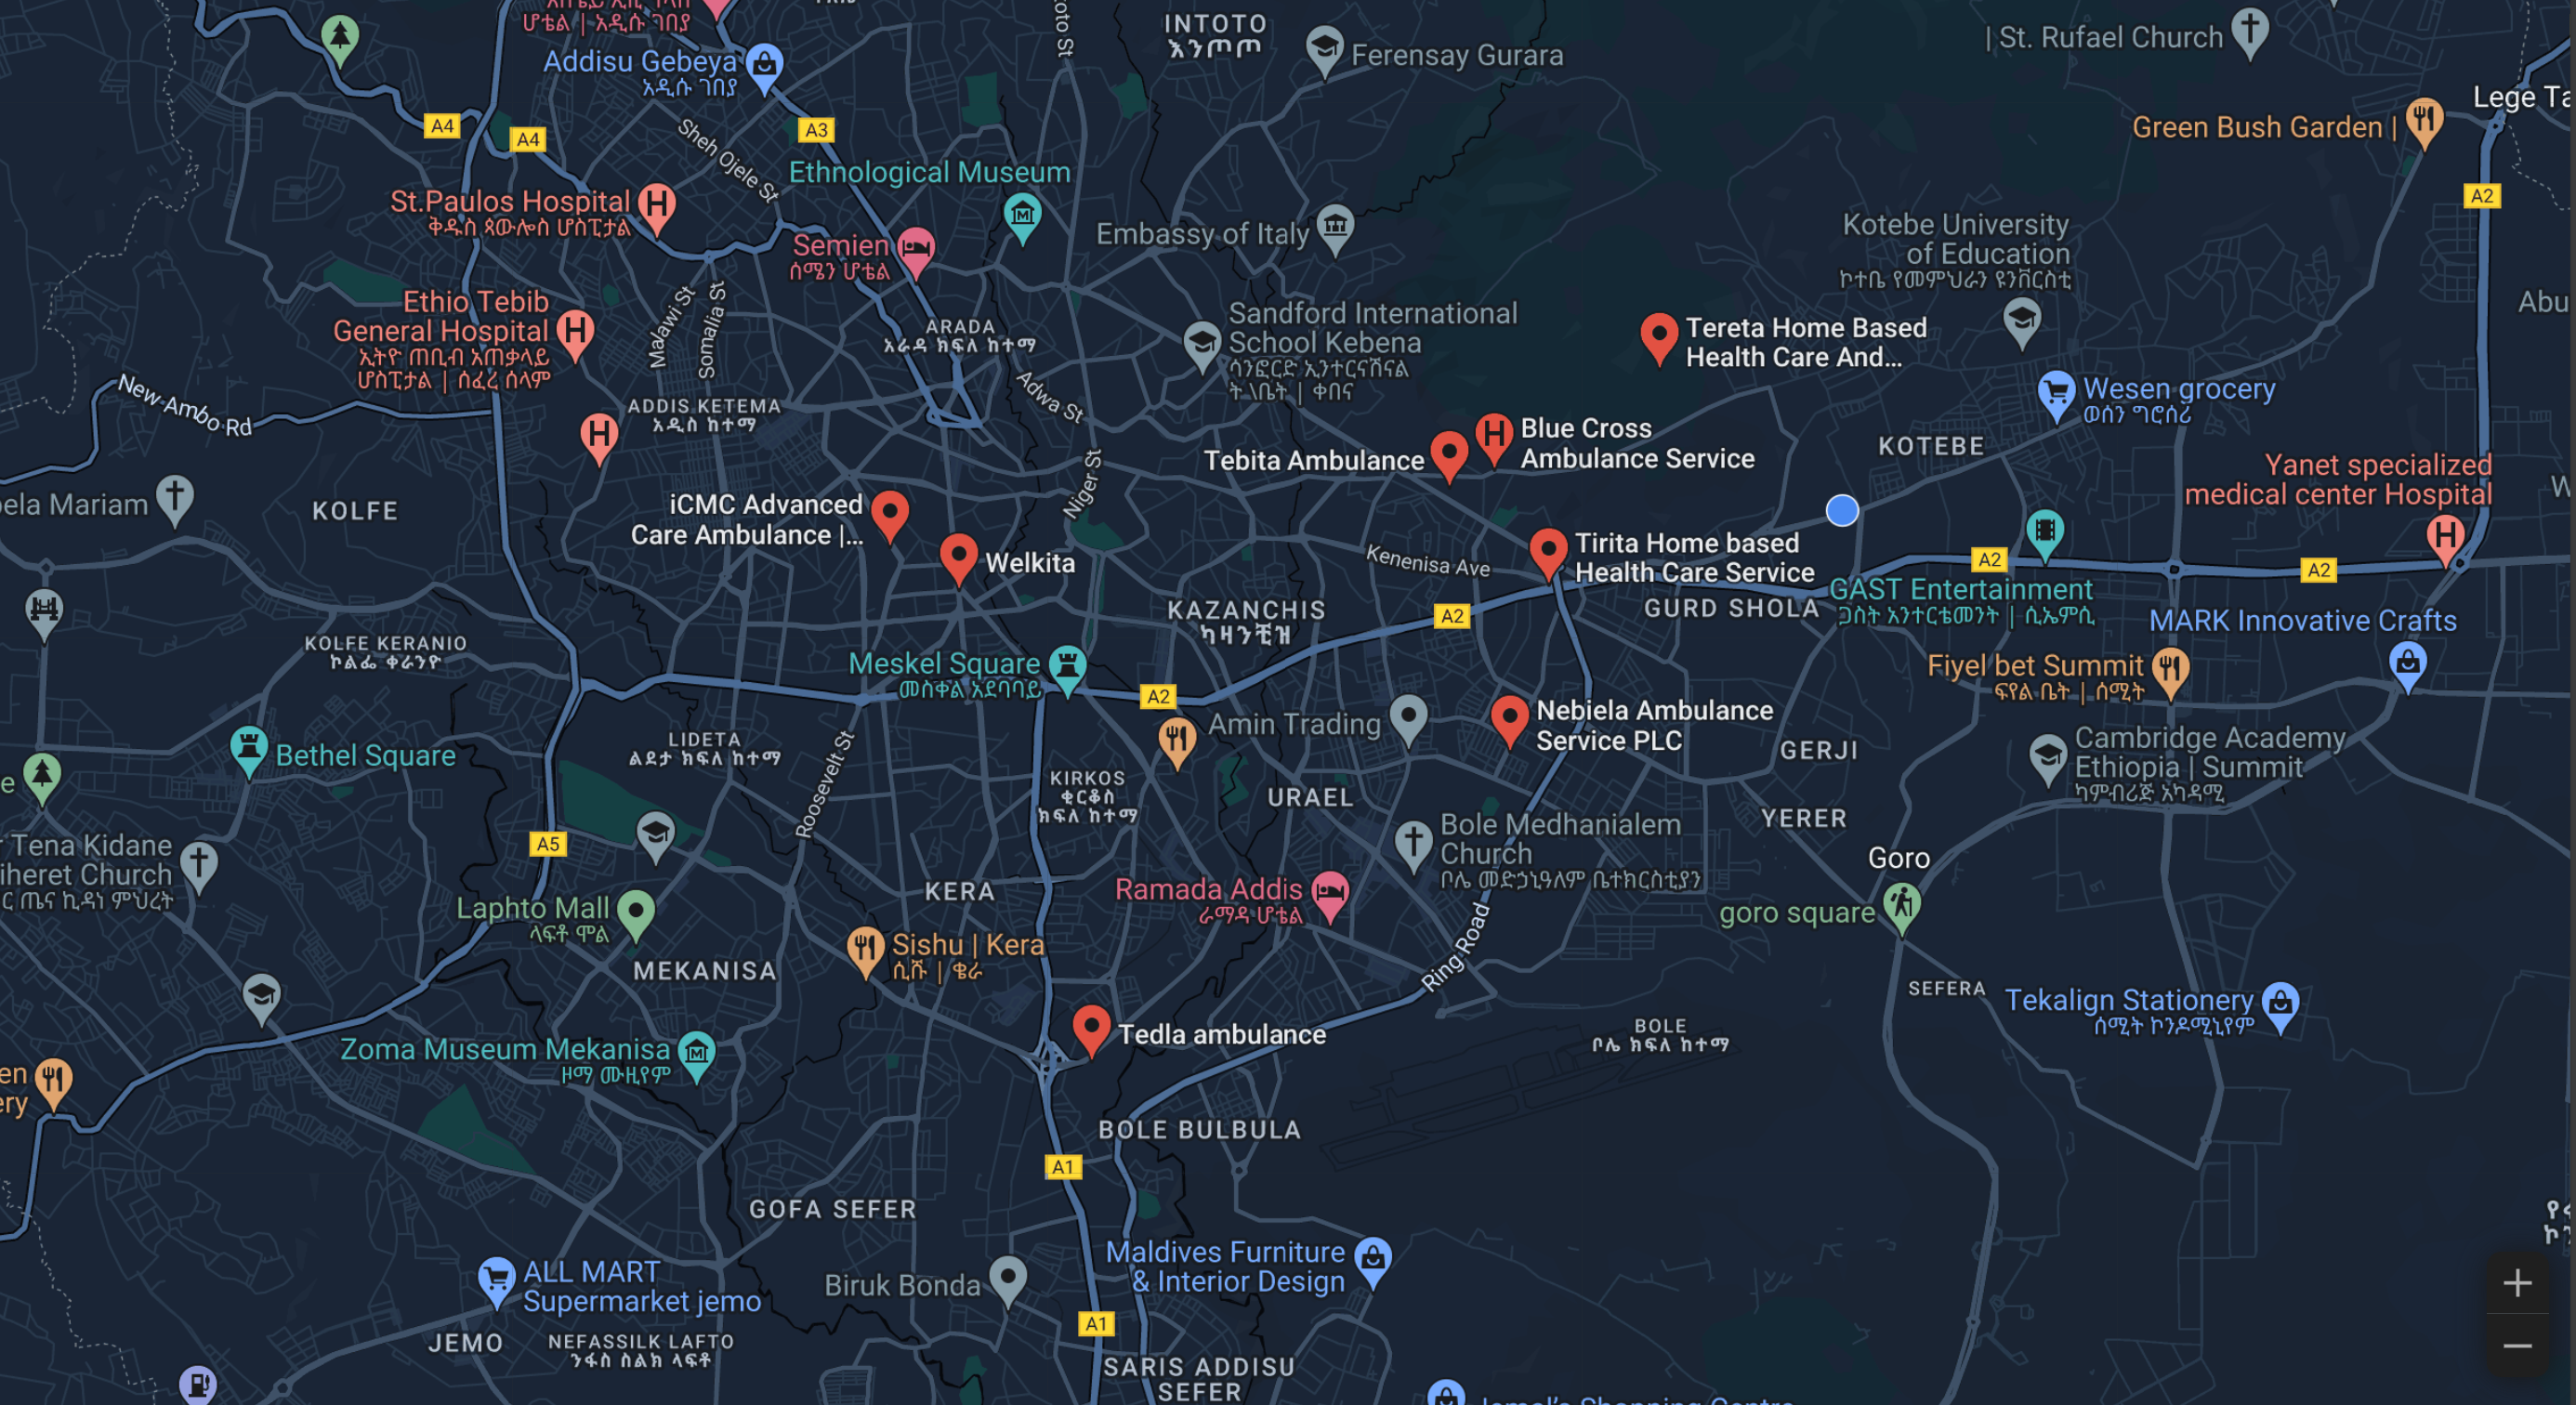 ሆቴል | አዲሱ ገበያ
Addisu Gebeya
አዲሱ ገበያ
INTOTO
እንጦጦ
Ferensay Gurara
| St. Rufael Church
Green Bush Garden |
A4
A4
A3
A2
Sheh Ojele St
Ethnological Museum
St.Paulos Hospital
ቅዱስ ጳውሎስ ሆስፒታል
Semien
ሰሜን ሆቴል
Embassy of Italy
Kotebe University
of Education
ኮተቤ የመምህራን ዩንቨርስቲ
Ethio Tebib
General Hospital
ኢትዮ ጠቢብ አጠቃላይ
ሆስፒታል | ሰፈረ ሰላም
Malawi St
Somalia St
ARADA
አራዳ ክፍለ ከተማ
Sandford International
School Kebena
ሳንፎርድ ኢንተርናሽናል
ት \ቤት | ቀበና
Tereta Home Based
Health Care And...
New Ambo Rd
ADDIS KETEMA
አዲስ ከተማ
Adwa St
Wesen grocery
ወሰን ግሮሰሪ
Blue Cross
Ambulance Service
Tebita Ambulance
KOTEBE
Yanet specialized
medical center Hospital
Mariam
KOLFE
iCMC Advanced
Care Ambulance |...
Niger St
Welkita
Kenenisa Ave
Tirita Home based
Health Care Service
A2
A2
GAST Entertainment
ጋስት አንተርቴመንት | ሲኤምሲ
A2
KAZANCHIS
ካዛንቺዝ
GURD SHOLA
MARK Innovative Crafts
KOLFE KERANIO
ኮልፌ ቀራንዮ
Meskel Square
መስቀል አደባባይ
A2
Fiyel bet Summit
ፍየል ቤት | ሰሚት
Bethel Square
LIDETA
ልደታ ክፍለ ከተማ
Roosevelt St
Amin Trading
Nebiela Ambulance
Service PLC
GERJI
Cambridge Academy
Ethiopia | Summit
ካምብሪጅ አካዳሚ
KIRKOS
ቂርቆስ
ክፍለ ከተማ
URAEL
YERER
A5
Tena Kidane
Church
ር ጤና ኪዳነ ምህረት
Bole Medhanialem
Church
ቦሌ መድኃኒዓለም ቤተክርስቲያን
Goro
goro square
Laphto Mall
ላፍቶ ሞል
KERA
Ramada Addis
ራማዳ ሆቴል
Sishu | Kera
ሲሹ | ቄራ
Ring Road
MEKANISA
SEFERA
Tekalign Stationery
ሰሚት ኮንዶሚኒየም
Zoma Museum Mekanisa
ዞማ ሙዚየም
Tedla ambulance
BOLE
ቦሌ ክፍለ ከተማ
BOLE BULBULA
A1
GOFA SEFER
ALL MART
Supermarket jemo
Biruk Bonda
Maldives Furniture
& Interior Design
A1
JEMO
NEFASSILK LAFTO
ንፋስ ስልክ ላፍቶ
SARIS ADDISU
SEFER